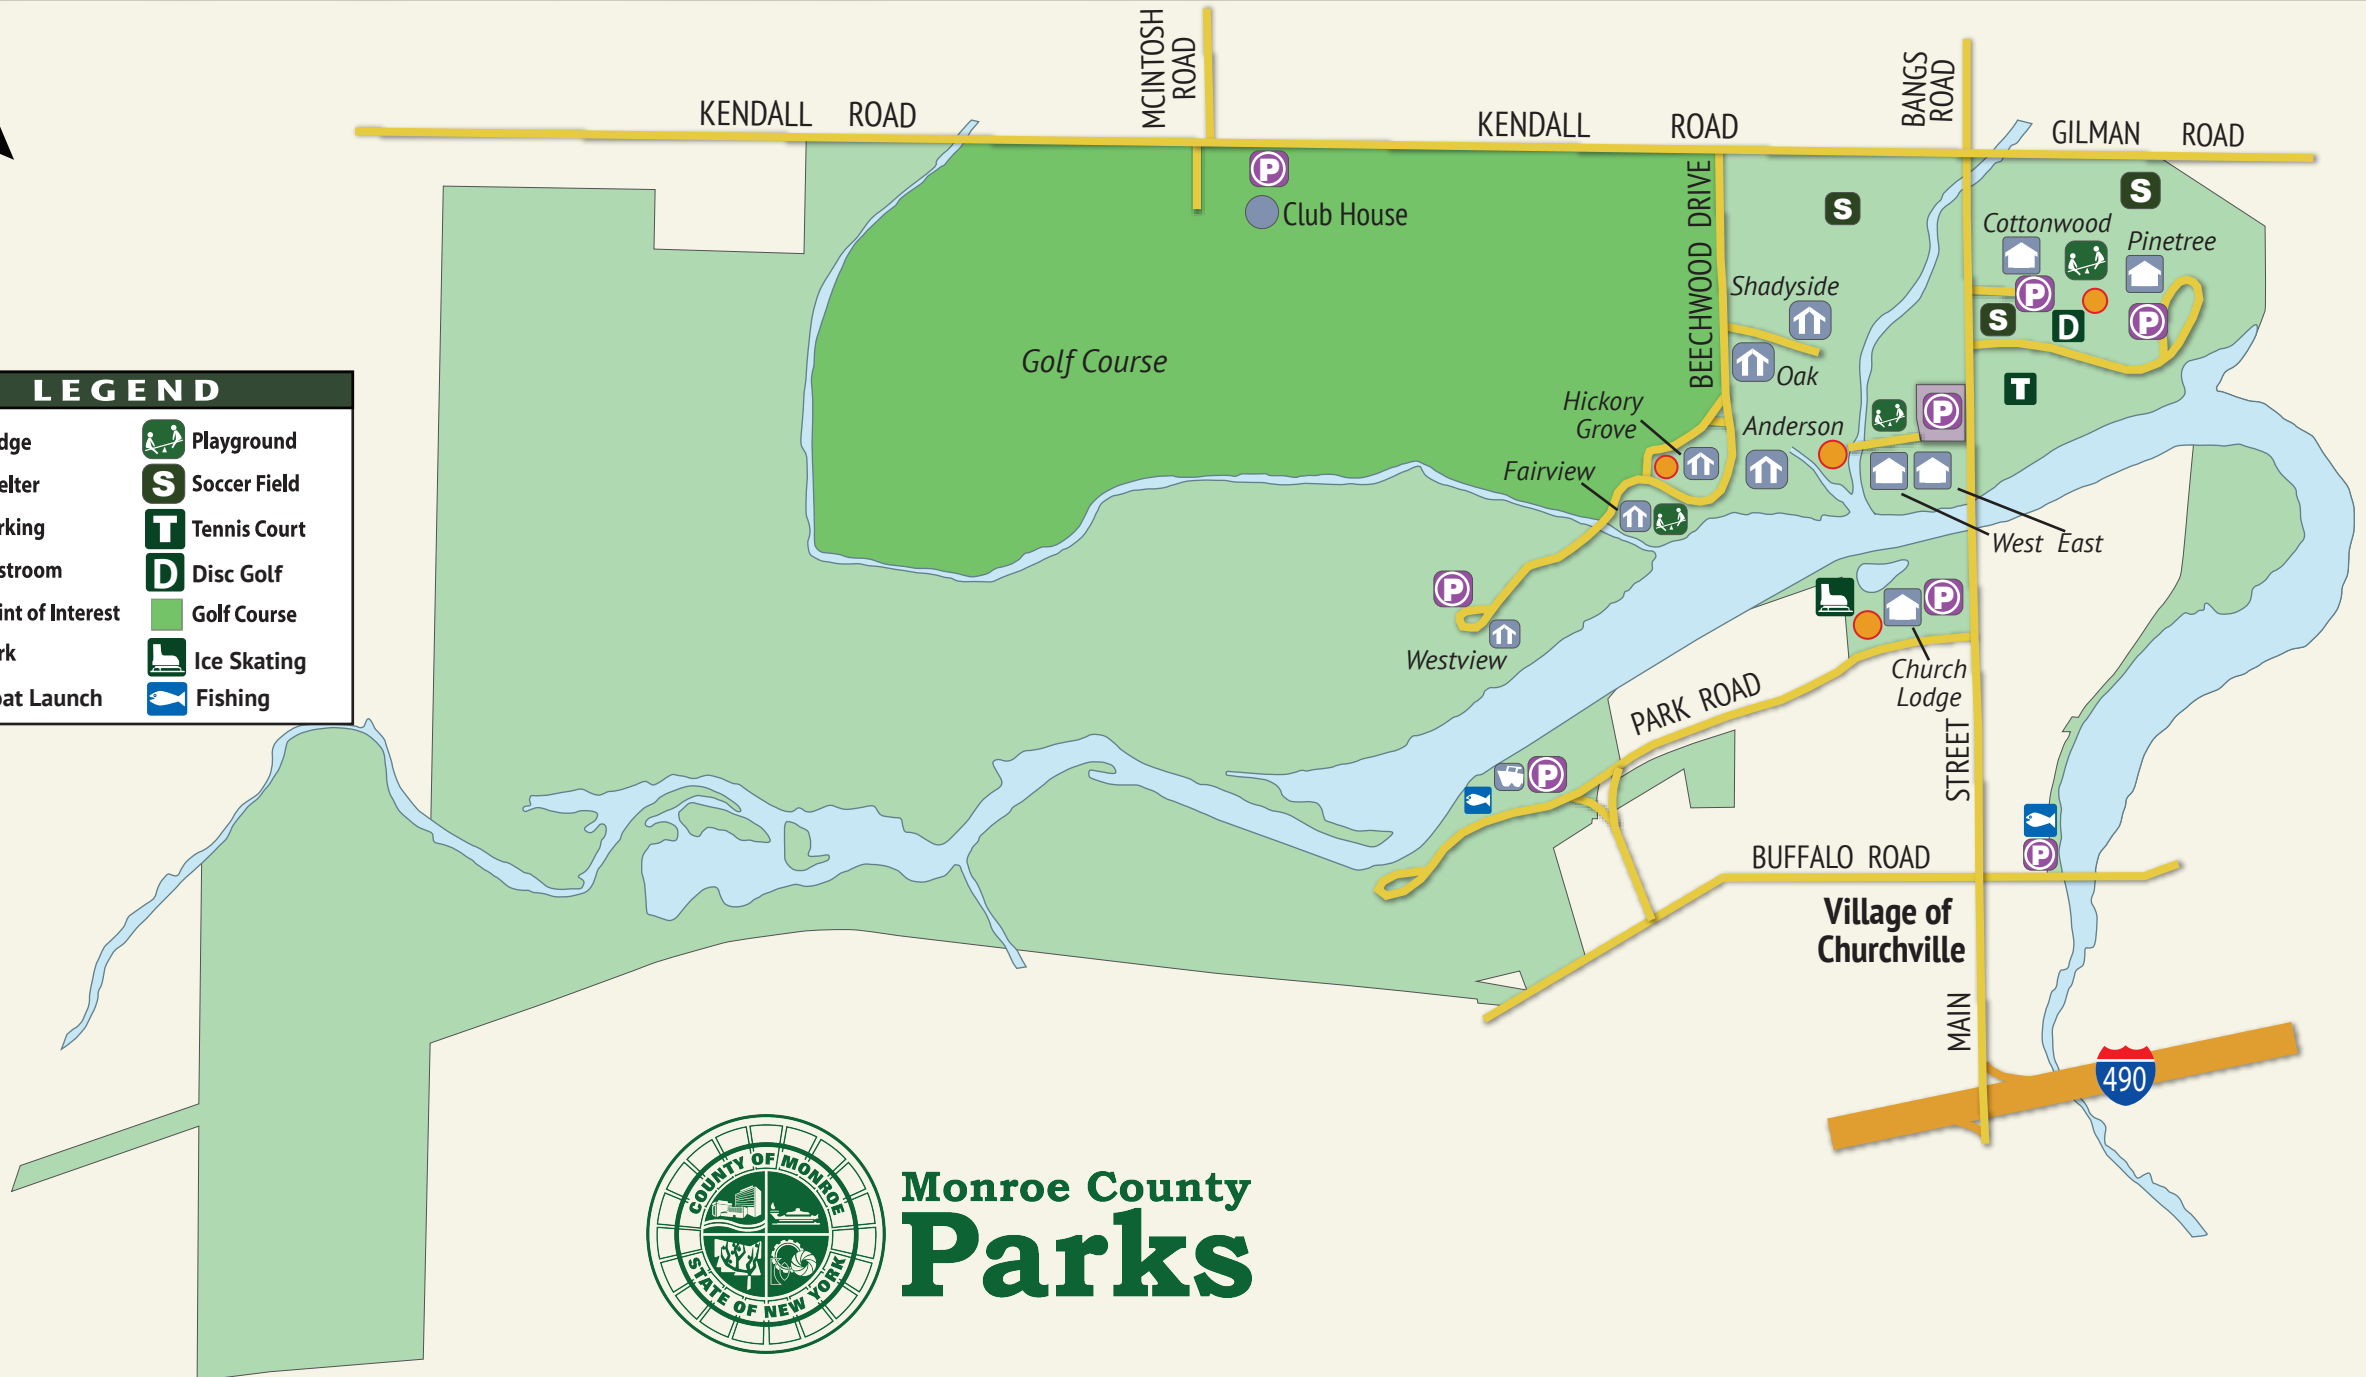 MCINTOSH
ROAD
BANGS
ROAD
KENDALL ROAD
KENDALL ROAD
GILMAN ROAD
P
Club House
BEECHWOOD DRIVE
S
S
Cottonwood
Pinetree
Shadyside
P
S
D
P
Golf Course
Oak
T
Hickory
Grove
Anderson
P
Fairview
West East
P
Westview
P
Church
Lodge
PARK ROAD
P
STREET
BUFFALO ROAD
P
Village of
Churchville
MAIN
490
LEGEND
dge
Playground
elter
S Soccer Field
rking
T Tennis Court
stroom
D Disc Golf
int of Interest
Golf Course
rk
Ice Skating
oat Launch
Fishing
COUNTY OF MONROE
STATE OF NEW YORK
Monroe County
Parks